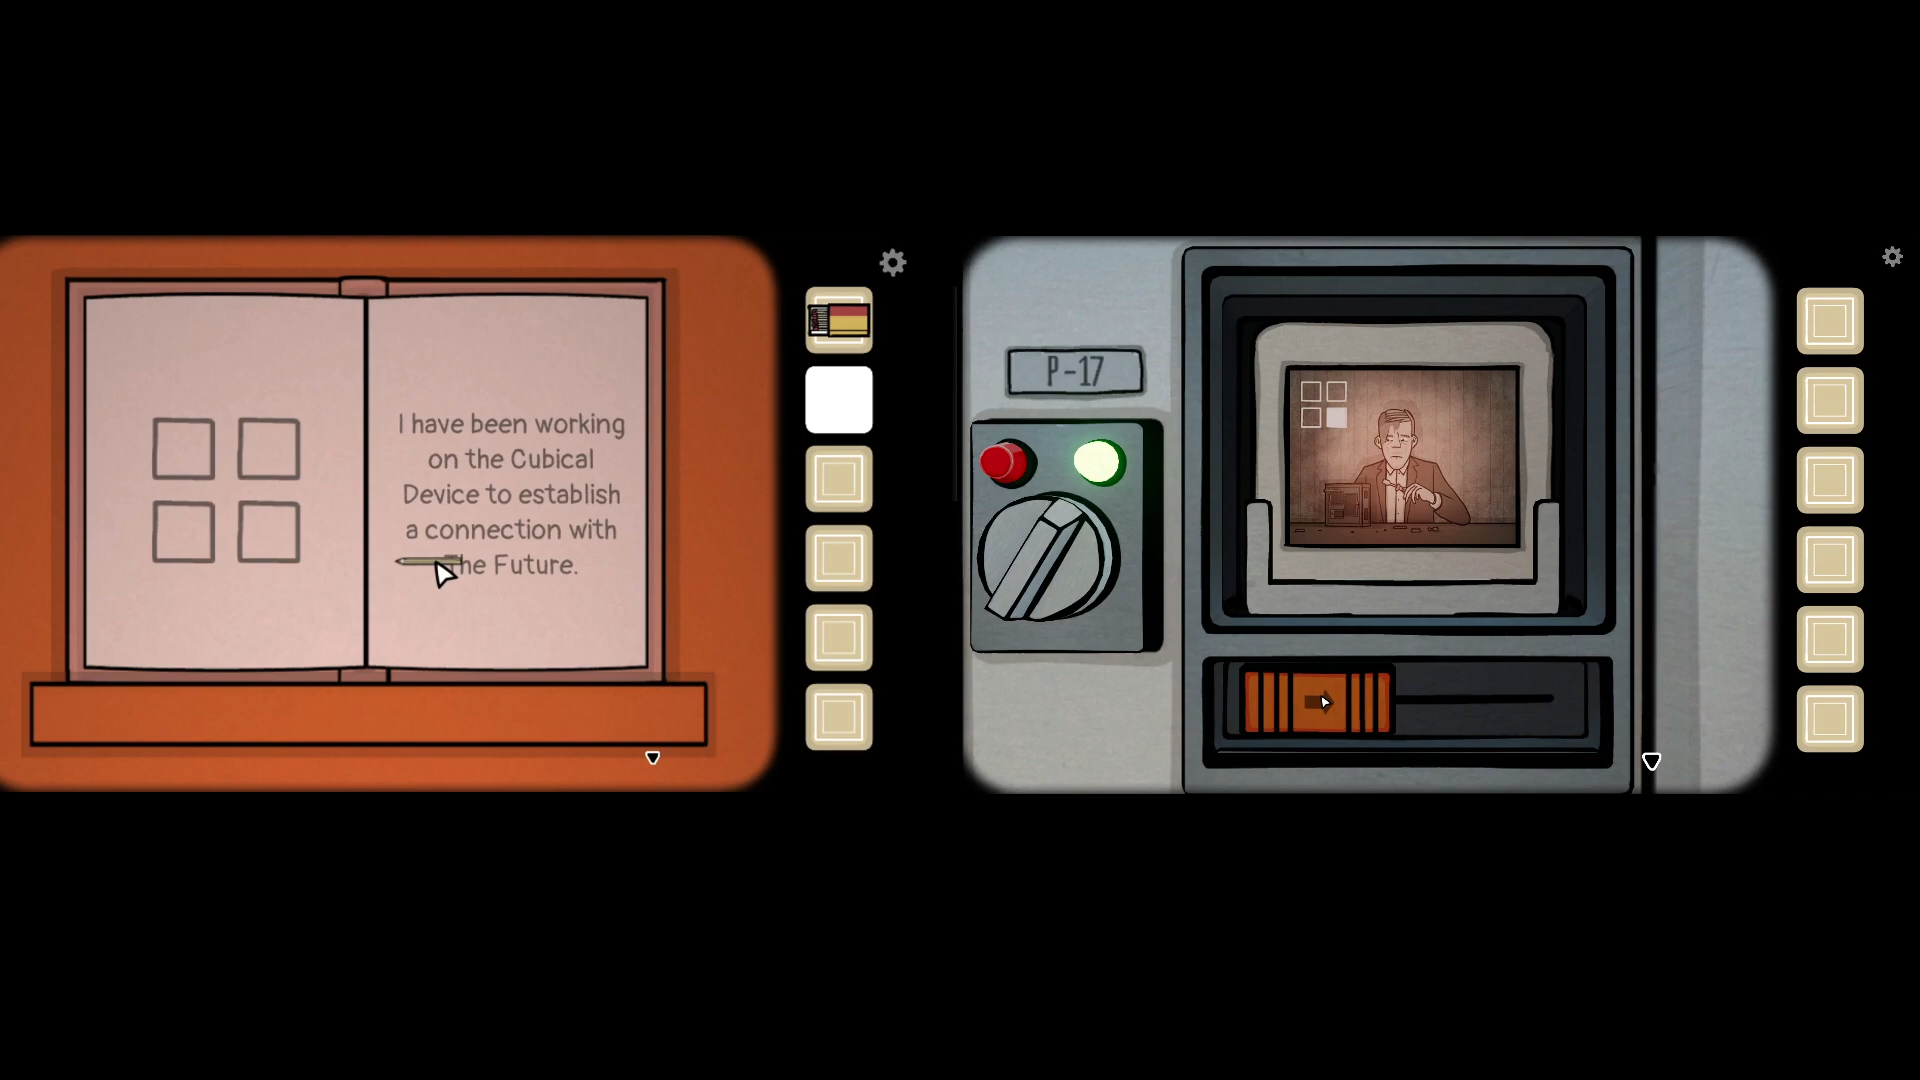 I have been working
on the Cubical
Device to establish
a connection with
the Future.
P-17